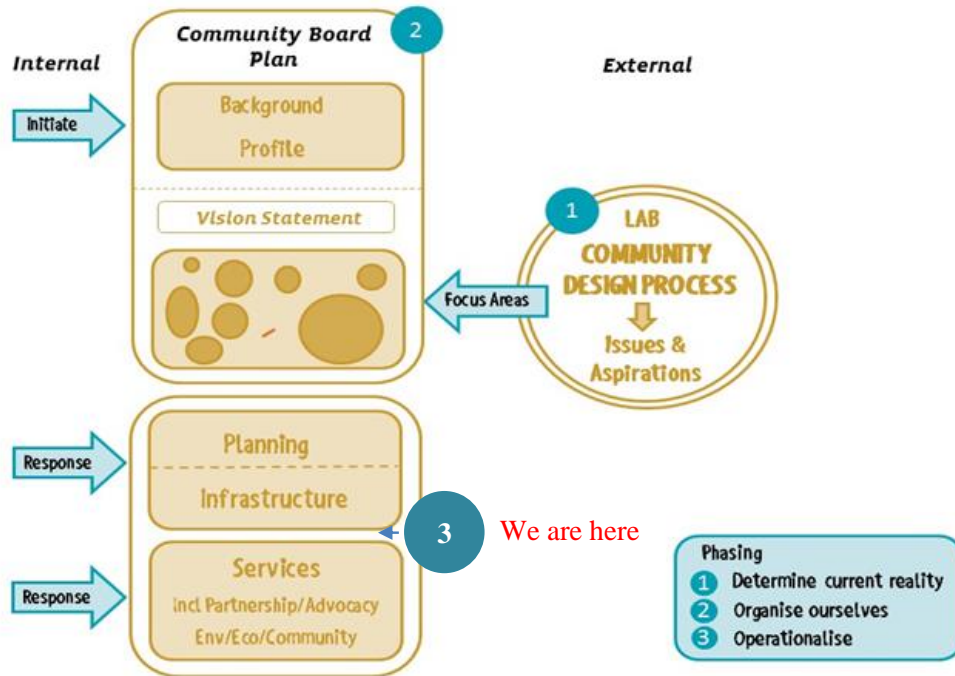 Internal
Community Board
Plan
2
External
Initiate
Background
Profile
Vision Statement
1
LAB
COMMUNITY
DESIGN PROCESS
Issues &
Aspirations
Focus Areas
Response
Planning
Infrastructure
3
We are here
Response
Services
Incl Partnership/Advocacy
Env/Eco/Community
Phasing
1 Determine current reality
2 Organise ourselves
3 Operationalise